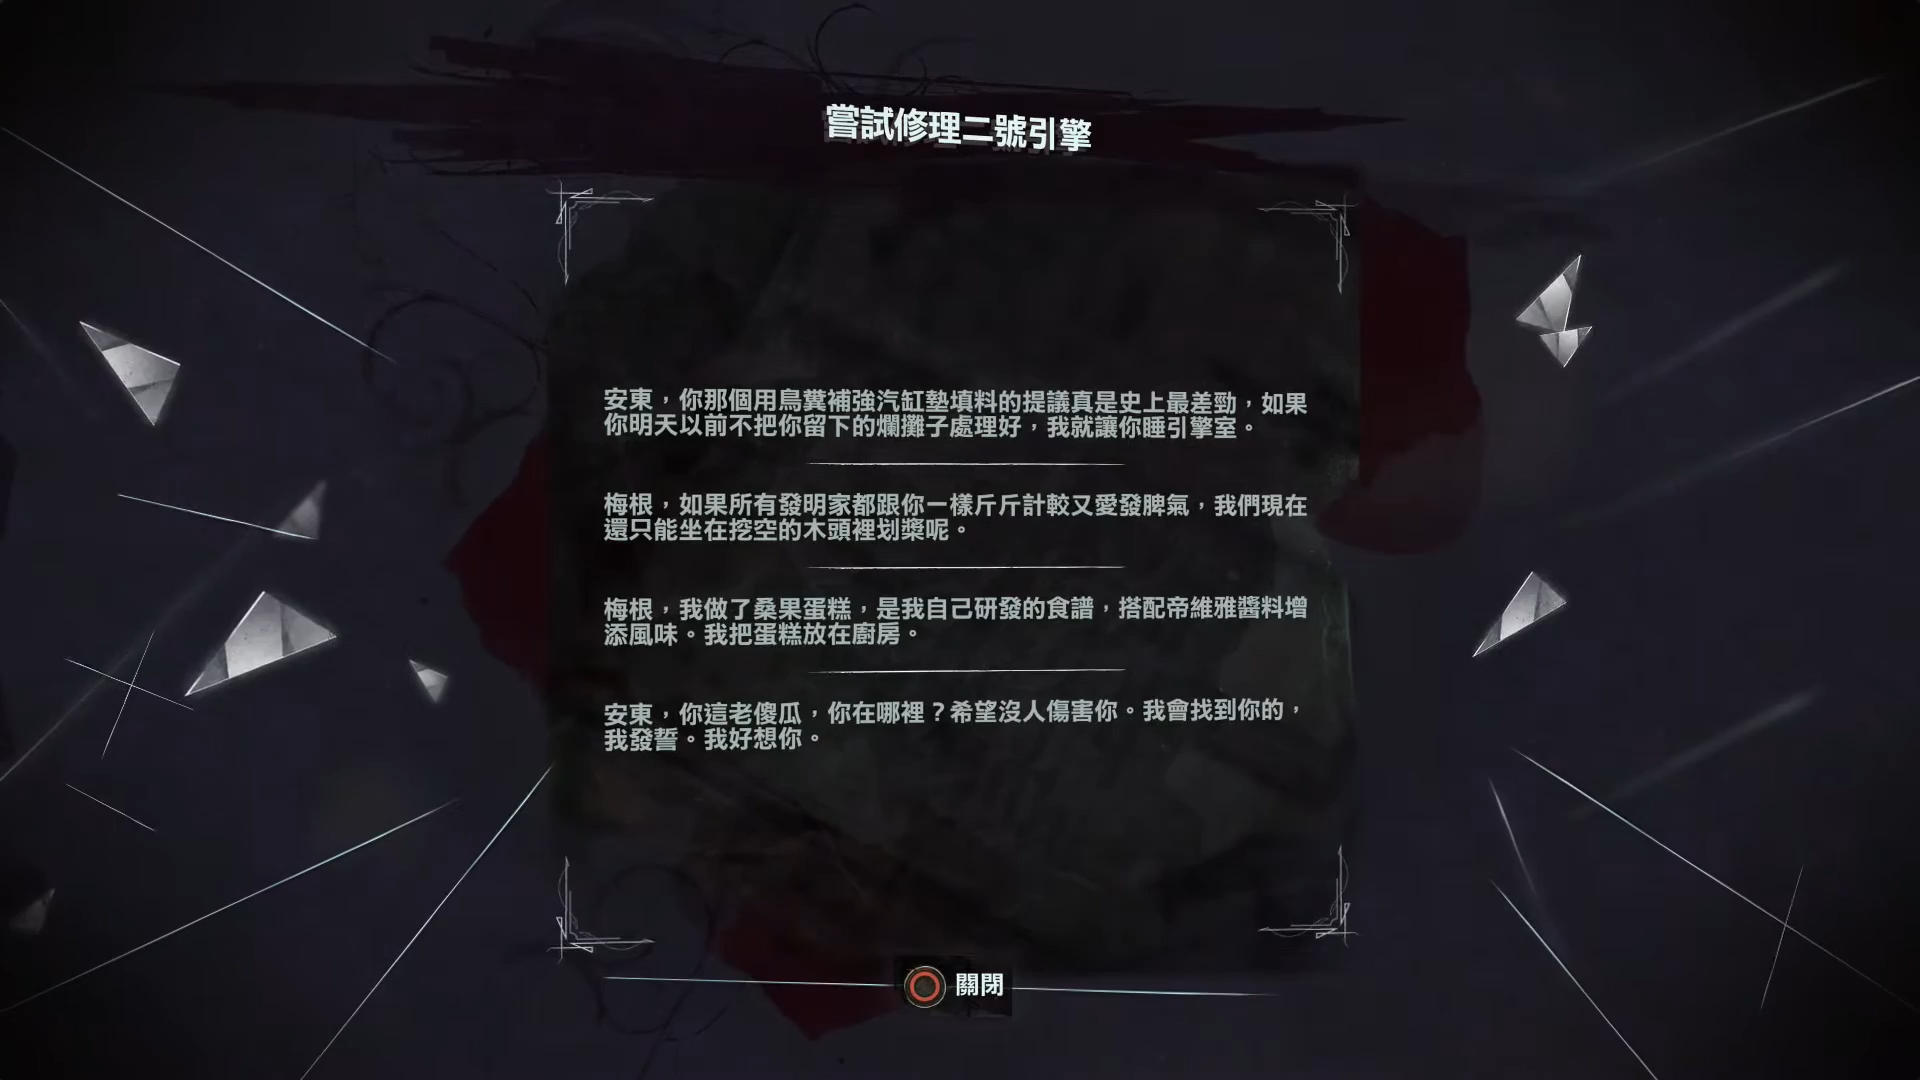 嘗試修理二號引擎
安東，你那個用鳥糞補強汽缸墊填料的提議真是史上最差勁，如果
你明天以前不把你留下的爛攤子處理好，我就讓你睡引擎室。
梅根，如果所有發明家都跟你一樣斤斤計較又愛發脾氣，我們現在
還只能坐在挖空的木頭裡划槳呢。
梅根，我做了桑果蛋糕，是我自己研發的食譜，搭配帝維雅醬料增
添風味。我把蛋糕放在廚房。
安東，你這老傻瓜，你在哪裡？希望沒人傷害你。我會找到你的，
我發誓。我好想你。
關閉